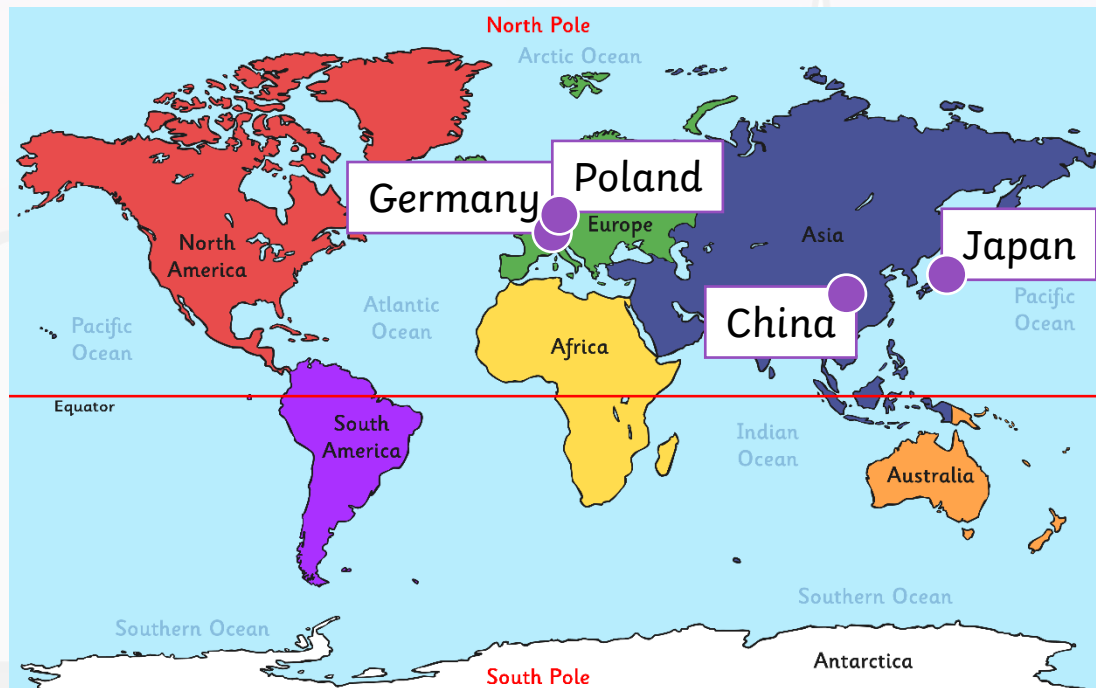 North Pole
Arctic Ocean
Germany
Poland
Europe
Asia
Japan
North
America
Atlantic
Ocean
Pacific
Ocean
Pacific
Ocean
China
Africa
Equator
South
America
Indian
Ocean
Australia
Southern Ocean
Southern Ocean
Antarctica
South Pole